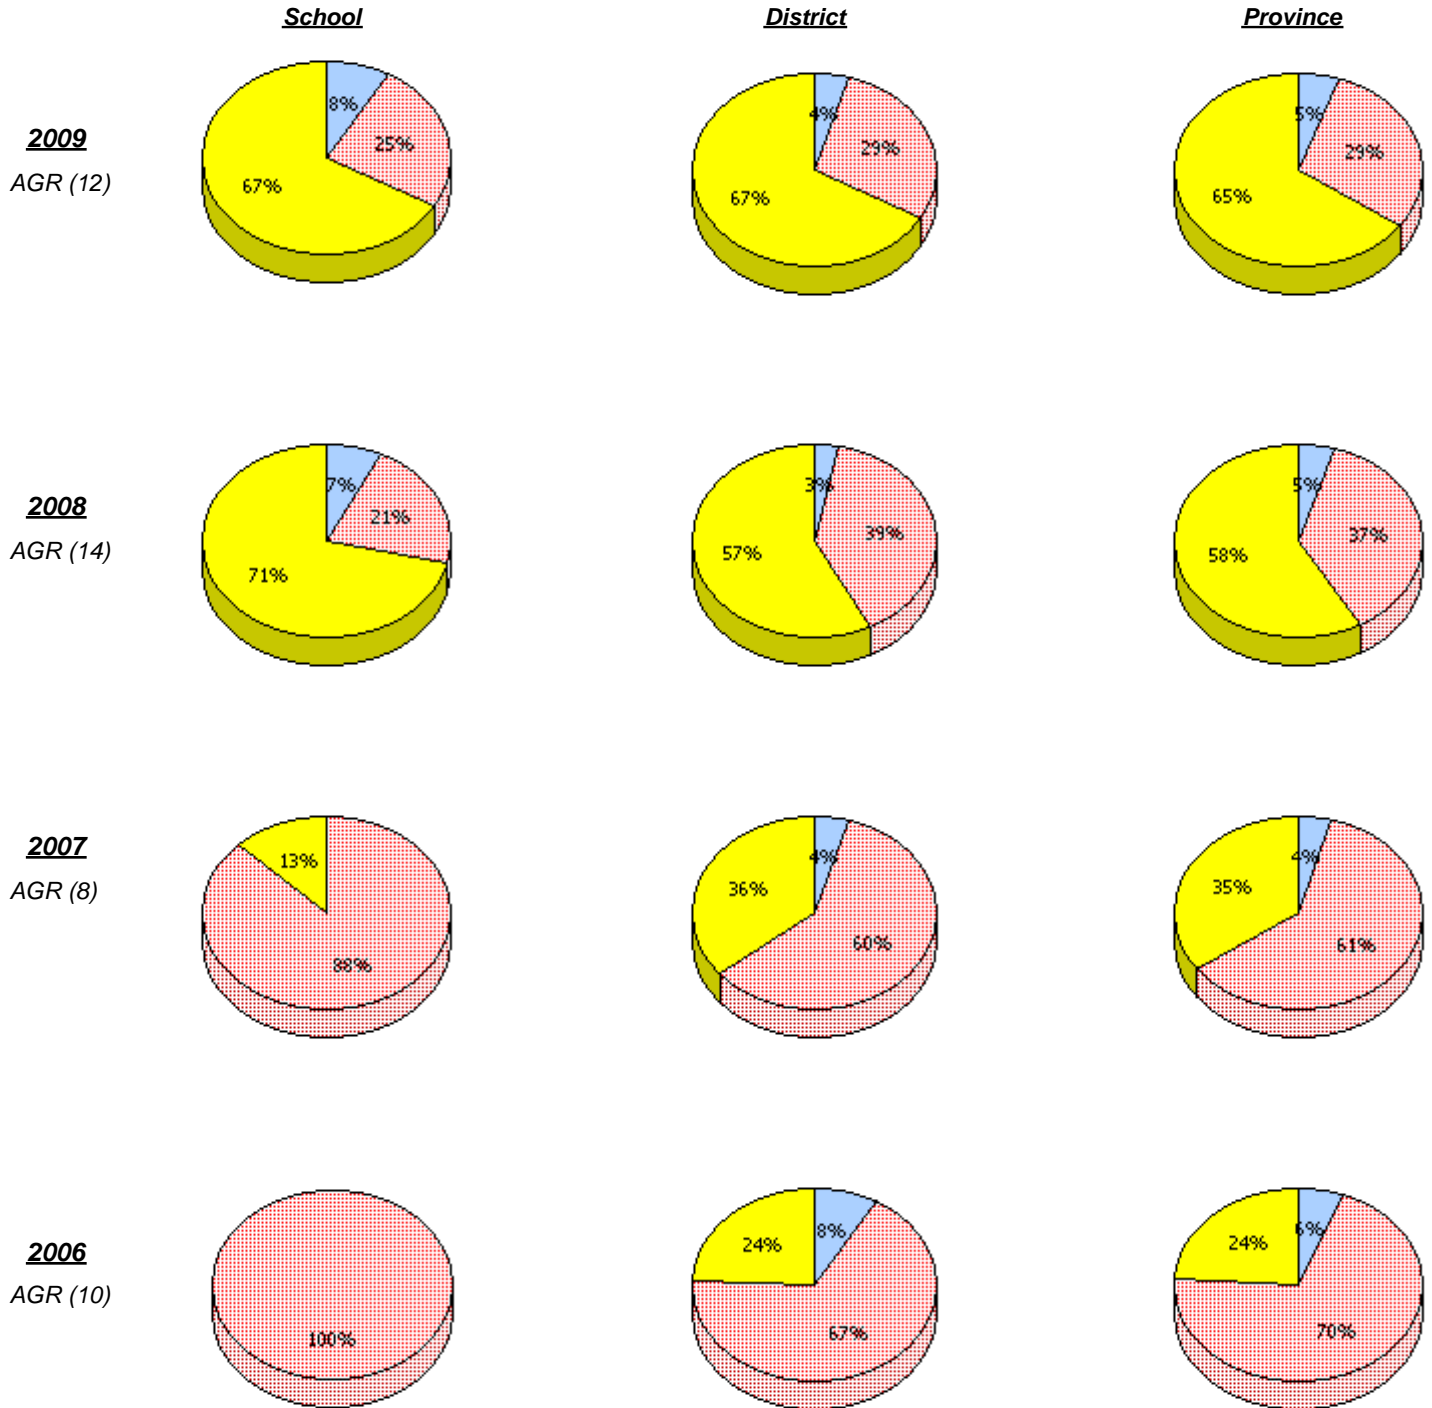 School District Province
2009
AGR (12)
8% 25% 67%
4% 29% 67%
5% 29% 65%
2008
AGR (14)
7% 21% 71%
3% 39% 57%
5% 37% 58%
2007
AGR (8)
13% 88%
4% 36% 60%
4% 35% 61%
2006
AGR (10)
100%
8% 24% 67%
6% 24% 70%